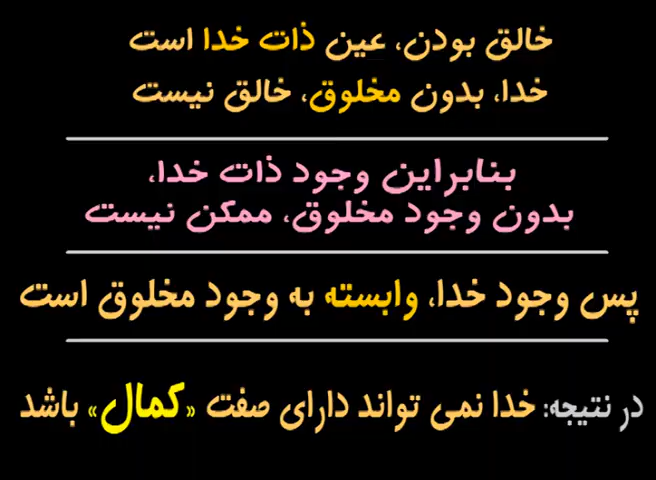 خالق بودن، عین ذات خدا است
خدا، بدون مخلوق، خالق نیست
بنابراین وجود ذات خدا،
بدون وجود مخلوق، ممکن نیست
پس وجود خدا، وابسته به وجود مخلوق است
در نتیجه: خدا نمی تواند دارای صفت «کمال» باشد